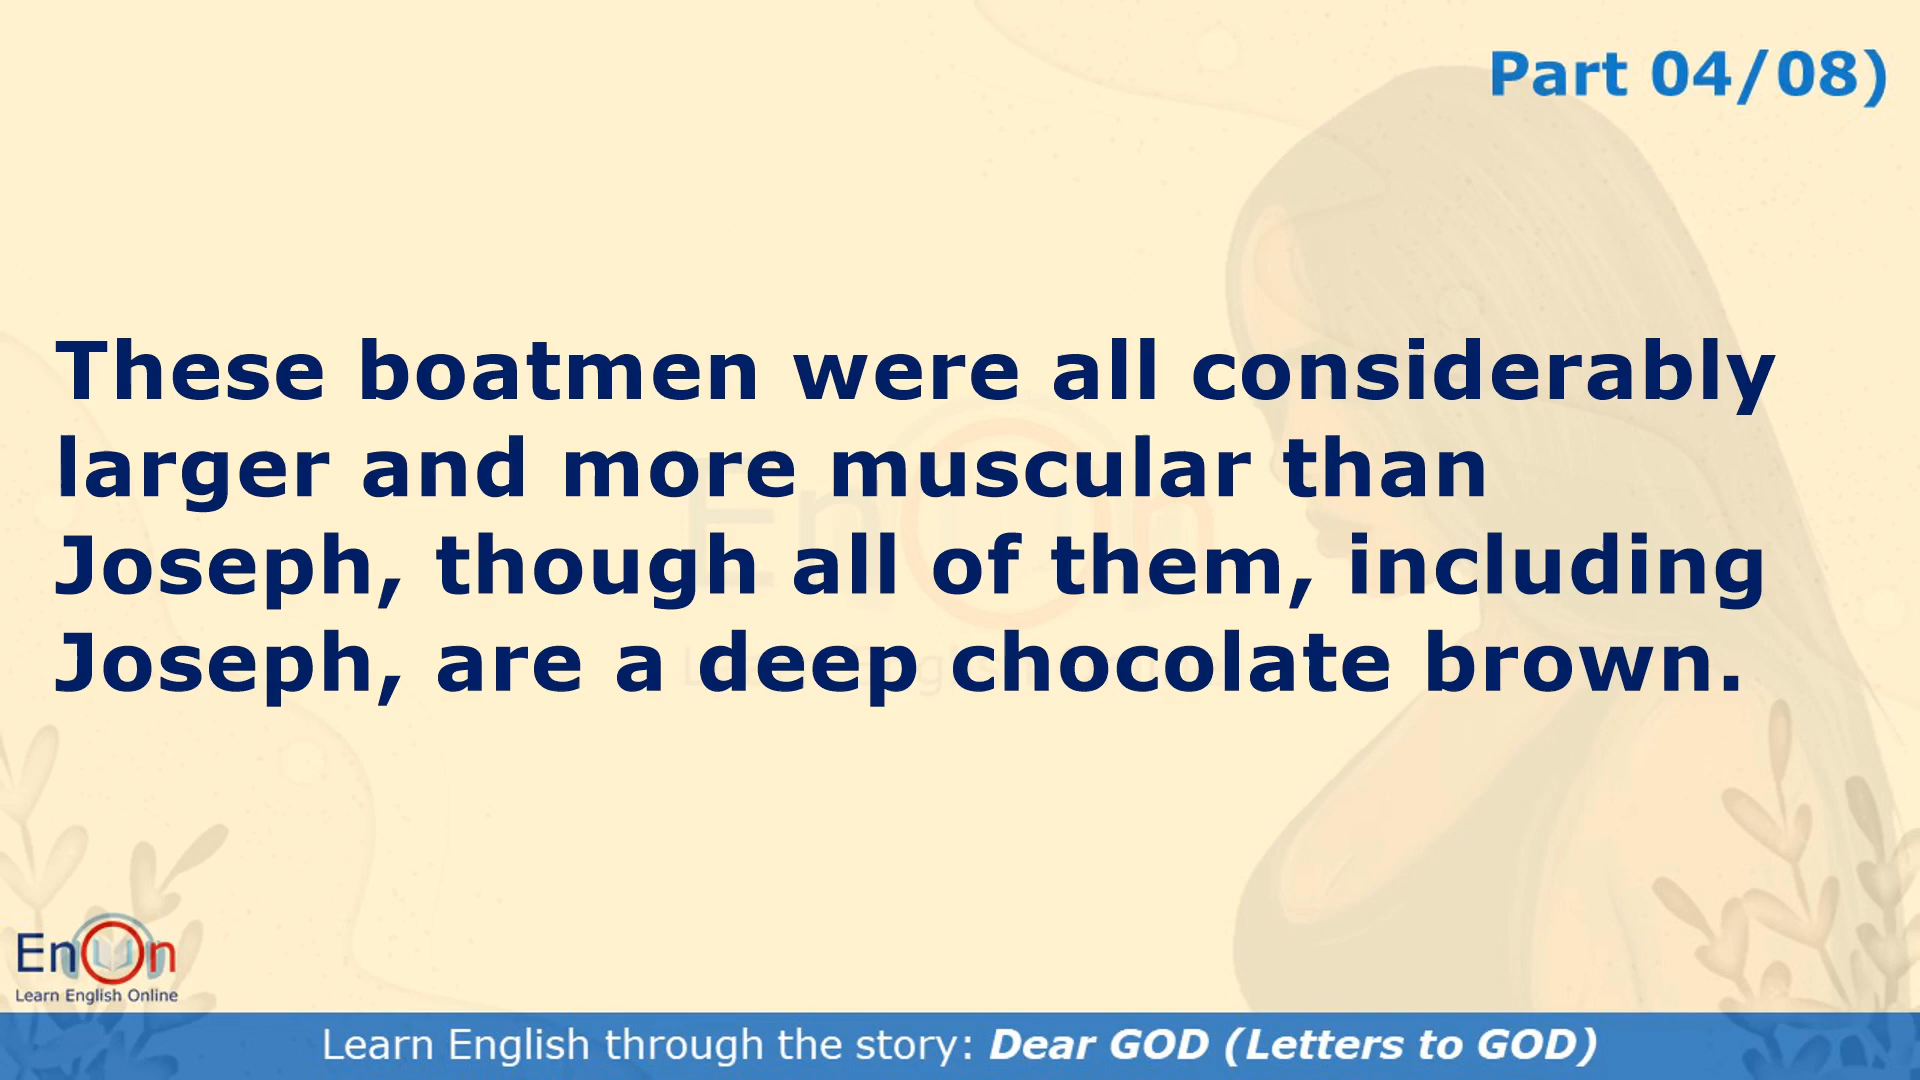 Part 04/08)
These boatmen were all considerably
larger and more muscular than
Joseph, though all of them, including
Joseph, are a deep chocolate brown.
EnOn
Learn English Online
Learn English through the story: Dear GOD (Letters to GOD)